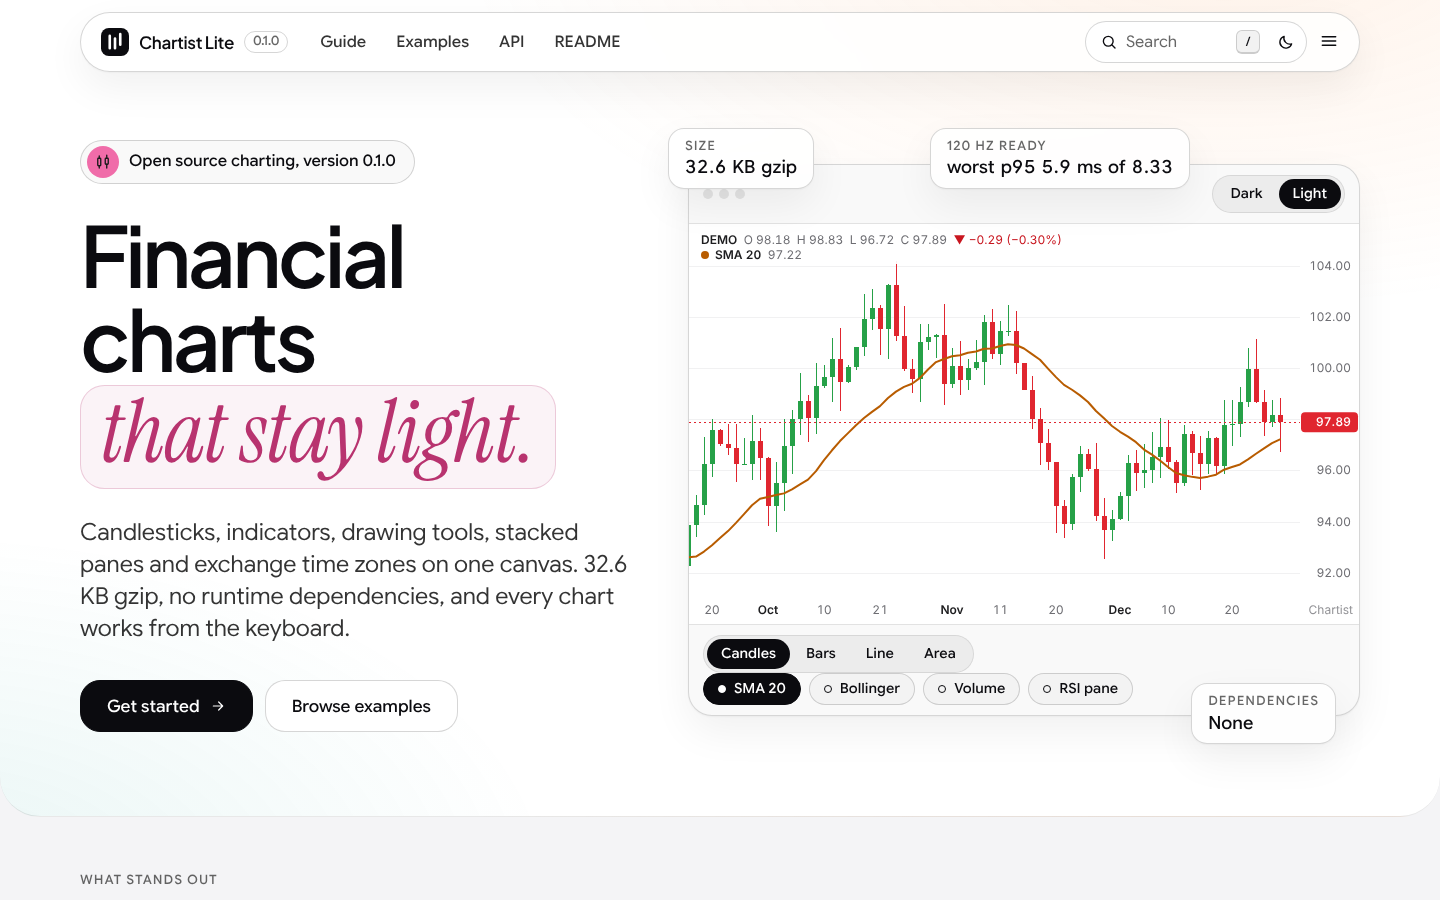 Chartist Lite 0.1.0 Guide Examples API README Search /
Open source charting, version 0.1.0
Financial
charts
that stay light.
Candlesticks, indicators, drawing tools, stacked
panes and exchange time zones on one canvas. 32.6
KB gzip, no runtime dependencies, and every chart
works from the keyboard.
Get started → Browse examples
SIZE
32.6 KB gzip
120 HZ READY
worst p95 5.9 ms of 8.33
Dark Light
DEMO O 98.18 H 98.83 L 96.72 C 97.89 ▼ −0.29 (−0.30%)
SMA 20 97.22
104.00
102.00
100.00
97.89
96.00
94.00
92.00
20 Oct 10 21 Nov 11 20 Dec 10 20 Chartist
Candles Bars Line Area
SMA 20 Bollinger Volume RSI pane
DEPENDENCIES
None
WHAT STANDS OUT